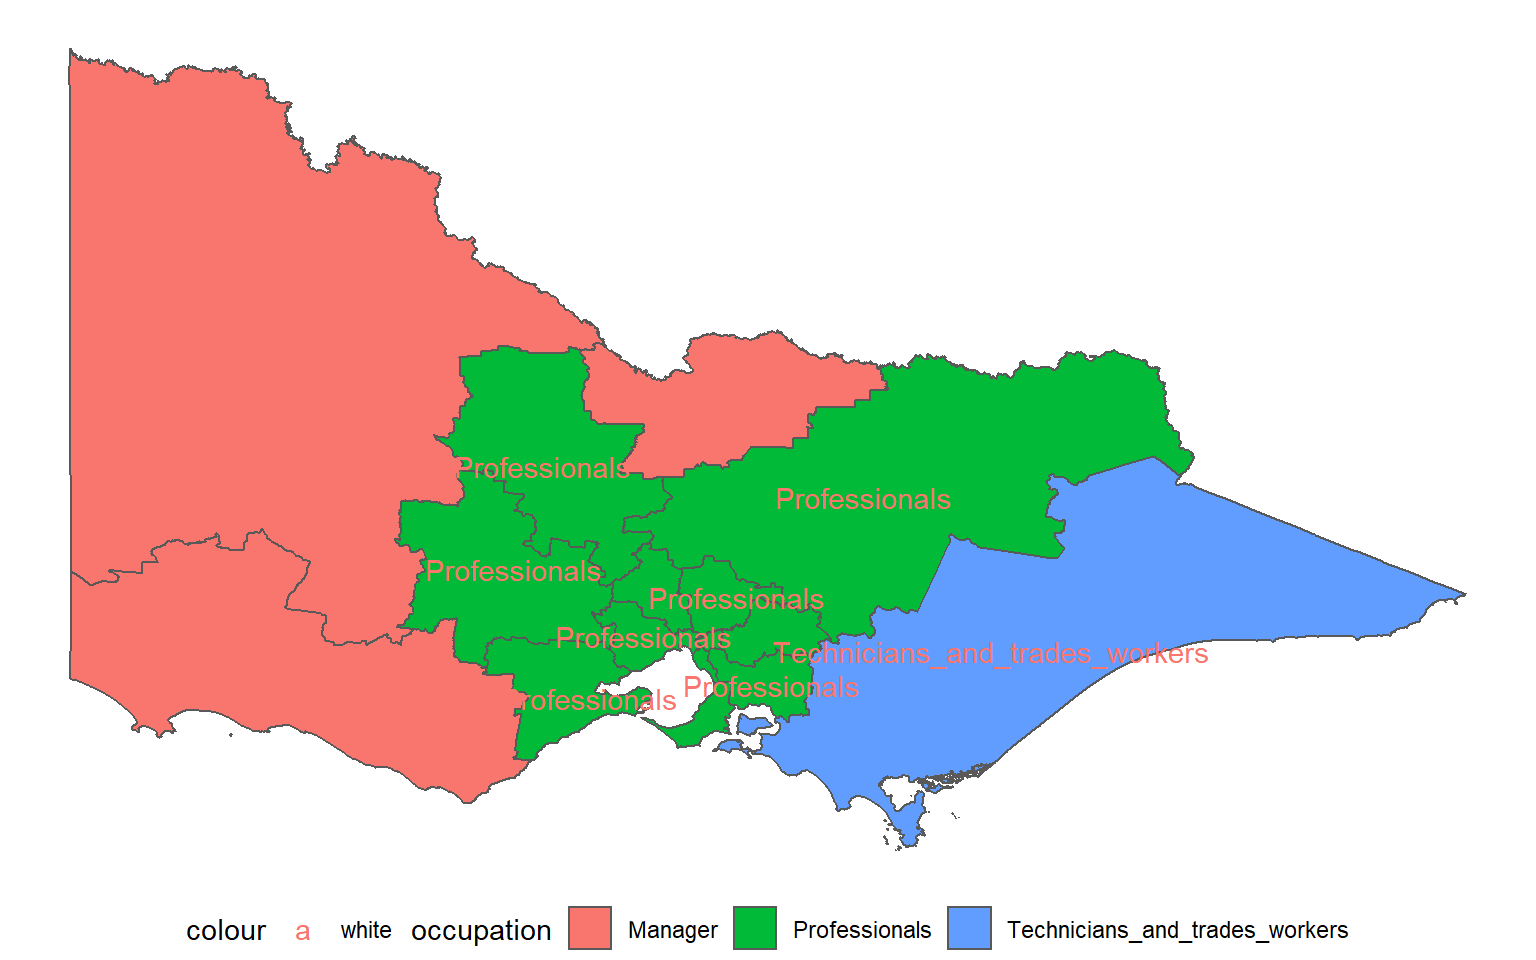 Professionals
Professionals
Professionals
Professionals
Professionals
Technicians_and_trades_workers
Professionals
rofessionals
colour a white occupation Manager Professionals Technicians_and_trades_workers